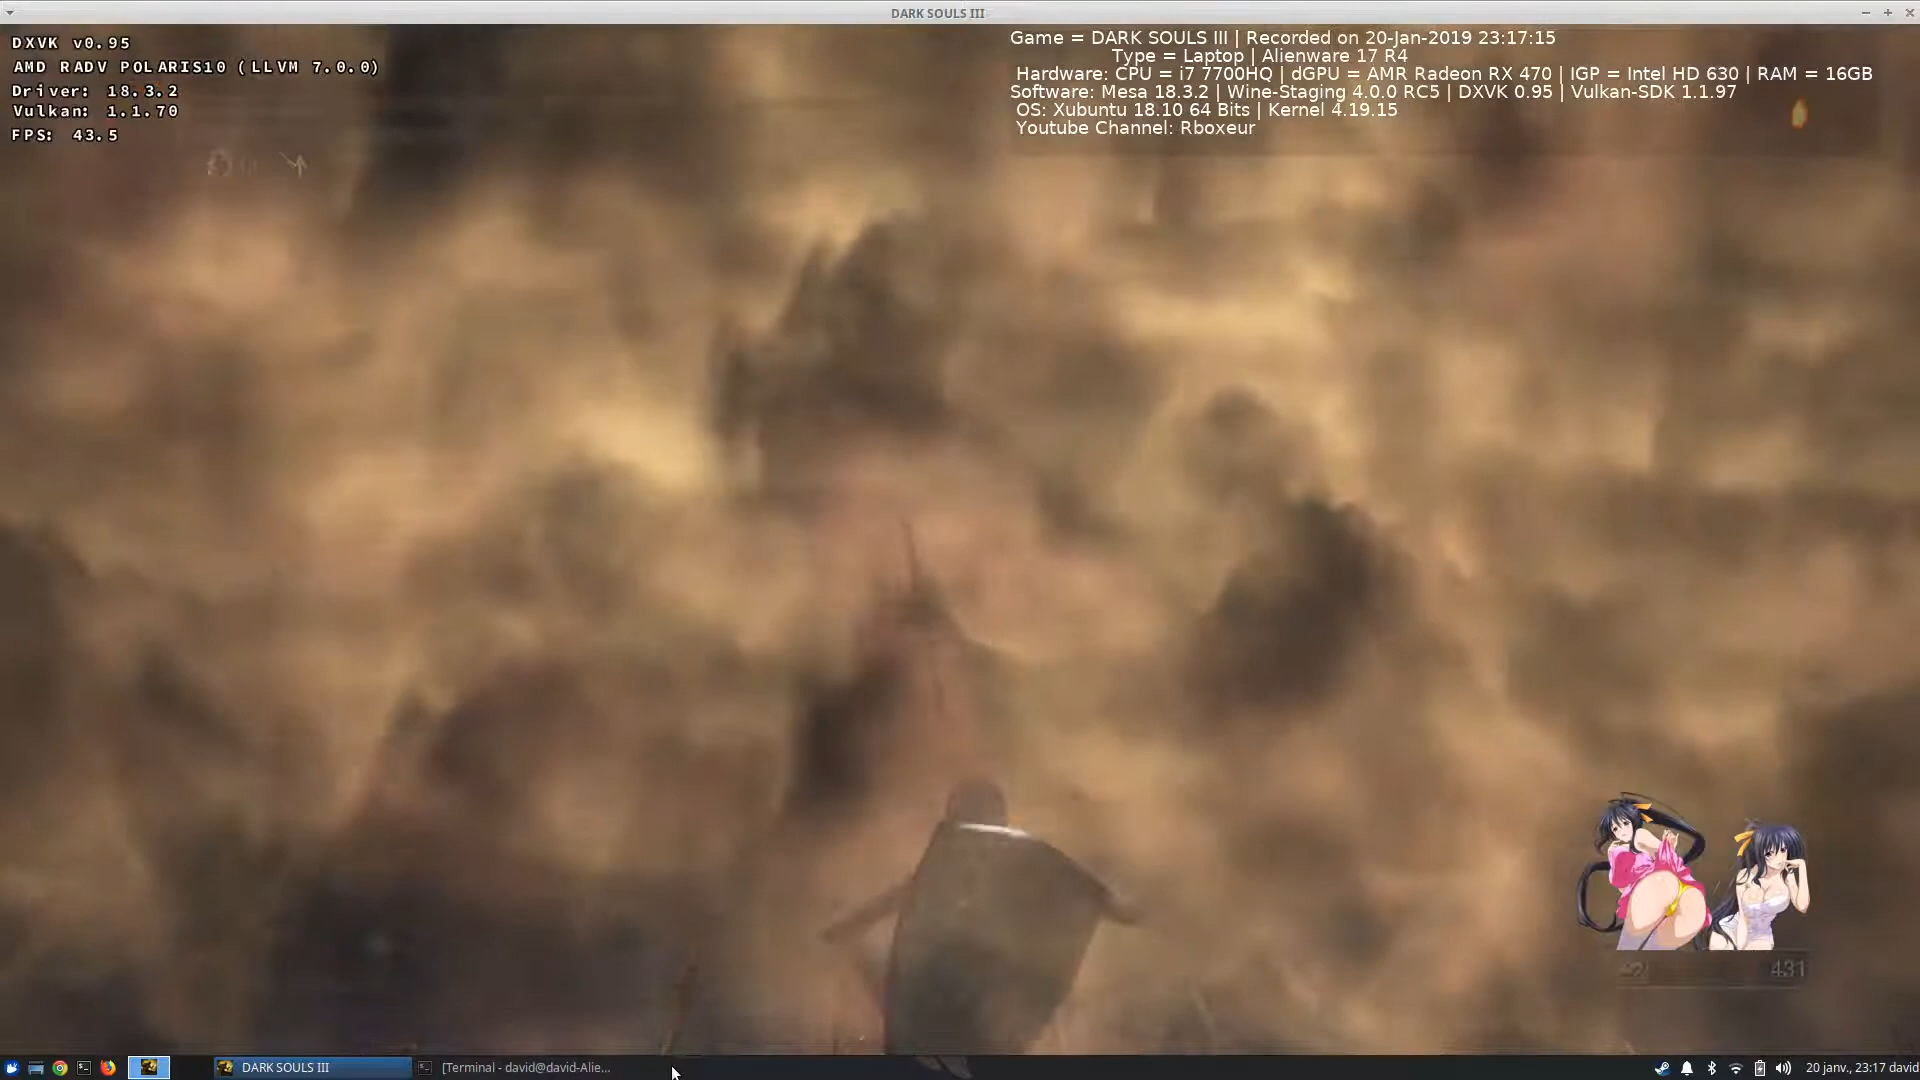 DARK SOULS III
DXVK v0.95
AMD RADV POLARIS10 (LLVM 7.0.0)
Driver: 18.3.2
Vulkan: 1.1.70
FPS: 43.5
Game = DARK SOULS III | Recorded on 20-Jan-2019 23:17:15
Type = Laptop | Alienware 17 R4
Hardware: CPU = i7 7700HQ | dGPU = AMR Radeon RX 470 | IGP = Intel HD 630 | RAM = 16GB
Software: Mesa 18.3.2 | Wine-Staging 4.0.0 RC5 | DXVK 0.95 | Vulkan-SDK 1.1.97
OS: Xubuntu 18.10 64 Bits | Kernel 4.19.15
Youtube Channel: Rboxeur
431
DARK SOULS III
[Terminal - david@david-Alie...
20 janv., 23:17 david